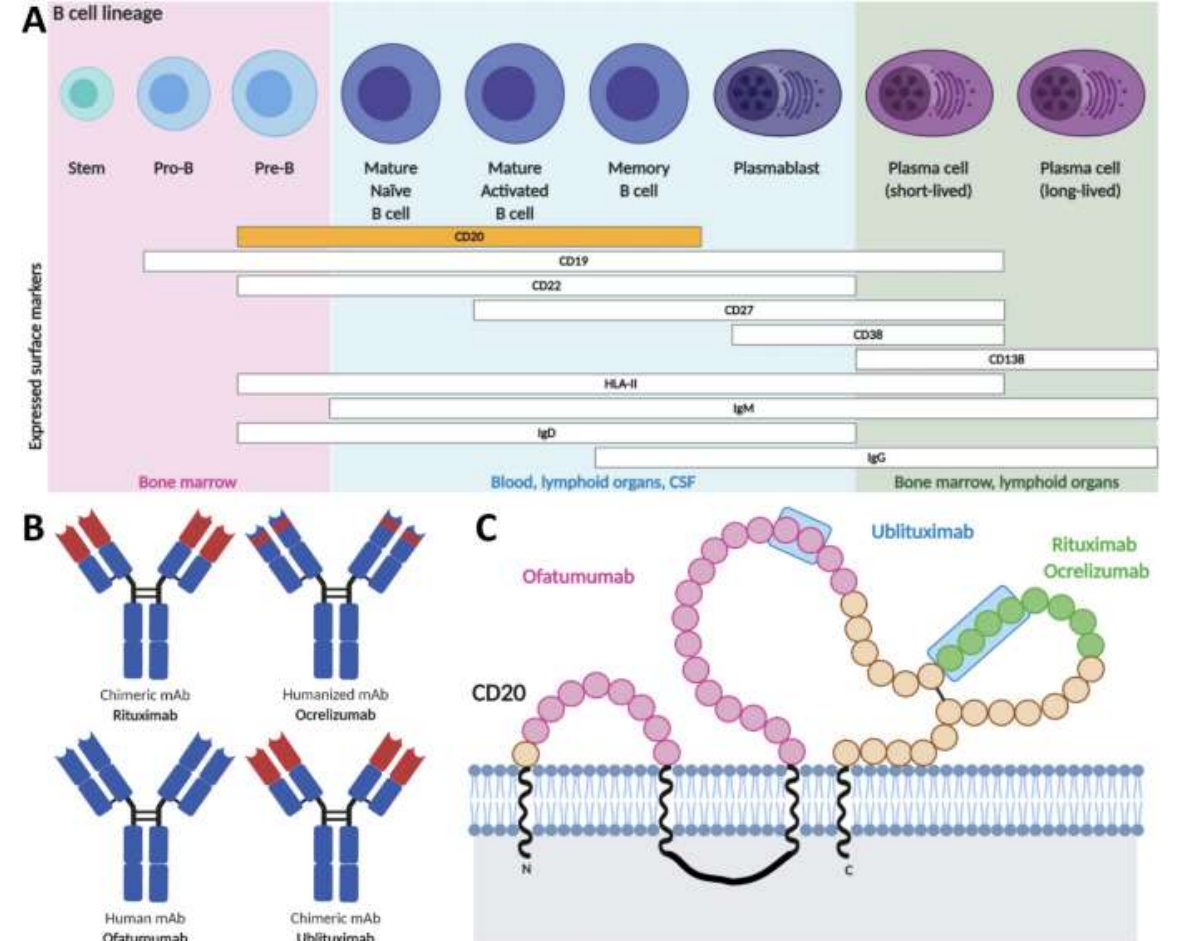 A
B cell lineage
Stem
Pro-B
Pre-B
Mature
Naïve
B cell
Mature
Activated
B cell
Memory
B cell
Plasmablast
Plasma cell
(short-lived)
Plasma cell
(long-lived)
Expressed surface markers
CD20
CD19
CD22
CD27
CD38
CD138
HLA-II
IgM
IgD
IgG
Bone marrow
Blood, lymphoid organs, CSF
Bone marrow, lymphoid organs
B
Chimeric mAb
Rituximab
Humanized mAb
Ocrelizumab
Human mAb
Ofatumumab
Chimeric mAb
Ublituximab
C
Ofatumumab
Ublituximab
Rituximab
Ocrelizumab
CD20
N
C